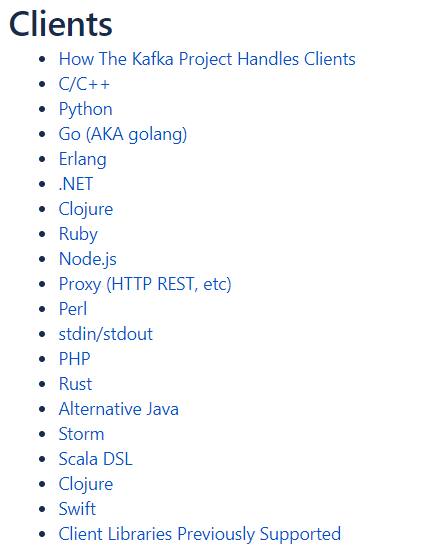 Clients
How The Kafka Project Handles Clients
C/C++
Python
Go (AKA golang)
Erlang
.NET
Clojure
Ruby
Node.js
Proxy (HTTP REST, etc)
Perl
stdin/stdout
PHP
Rust
Alternative Java
Storm
Scala DSL
Clojure
Swift
Client Libraries Previously Supported